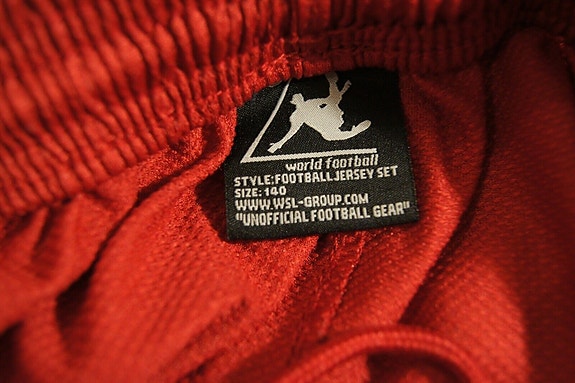 world football
STYLE:FOOTBALL JERSEY SET
SIZE: 140
WWW.WSL-GROUP.COM
"UNOFFICIAL FOOTBALL GEAR"